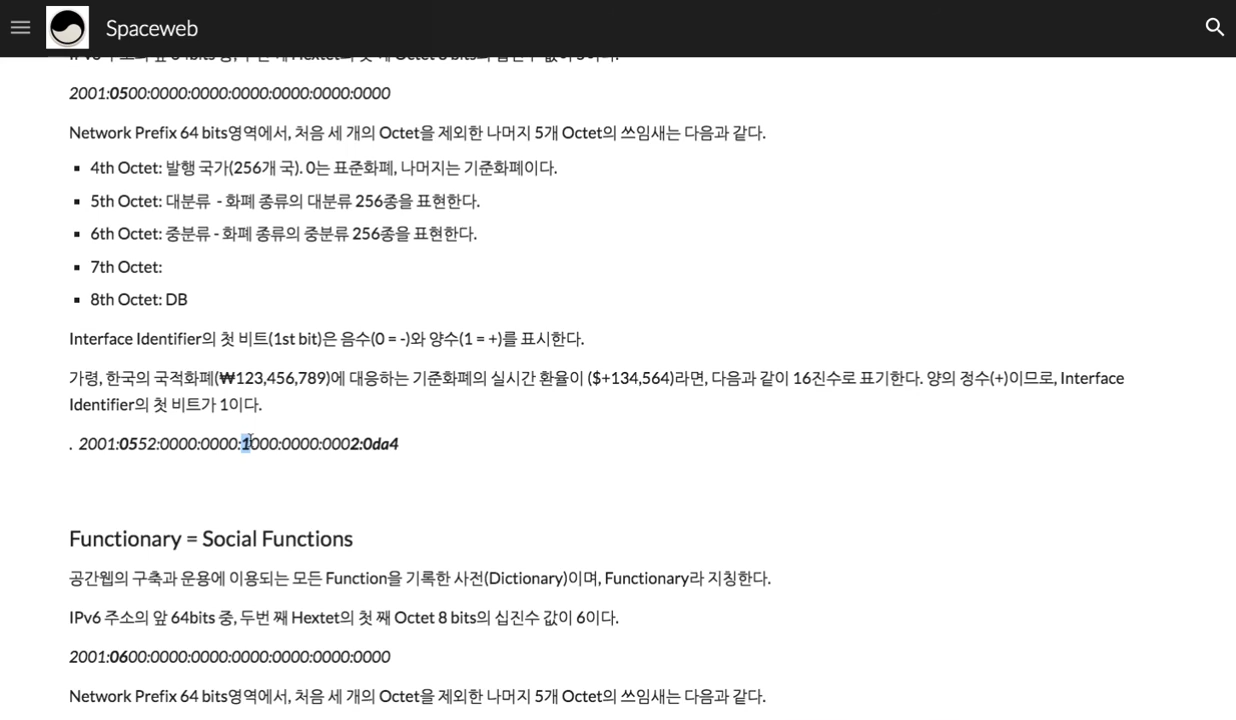 Spaceweb
2001:0500:0000:0000:0000:0000:0000:0000
Network Prefix 64 bits영역에서, 처음 세 개의 Octet을 제외한 나머지 5개 Octet의 쓰임새는 다음과 같다.
4th Octet: 발행 국가(256개 국). 0는 표준화폐, 나머지는 기준화폐이다.
5th Octet: 대분류 - 화폐 종류의 대분류 256종을 표현한다.
6th Octet: 중분류 - 화폐 종류의 중분류 256종을 표현한다.
7th Octet:
8th Octet: DB
Interface Identifier의 첫 비트(1st bit)은 음수(0 = -)와 양수(1 = +)를 표시한다.
가령, 한국의 국적화폐(₩123,456,789)에 대응하는 기준화폐의 실시간 환율이 ($+134,564)라면, 다음과 같이 16진수로 표기한다. 양의 정수(+)이므로, Interface
Identifier의 첫 비트가 1이다.
. 2001:0552:0000:0000:1000:0000:0002:0da4
Functionary = Social Functions
공간웹의 구축과 운용에 이용되는 모든 Function을 기록한 사전(Dictionary)이며, Functionary라 지칭한다.
IPv6 주소의 앞 64bits 중, 두번 째 Hextet의 첫 째 Octet 8 bits의 십진수 값이 6이다.
2001:0600:0000:0000:0000:0000:0000:0000
Network Prefix 64 bits영역에서, 처음 세 개의 Octet을 제외한 나머지 5개 Octet의 쓰임새는 다음과 같다.